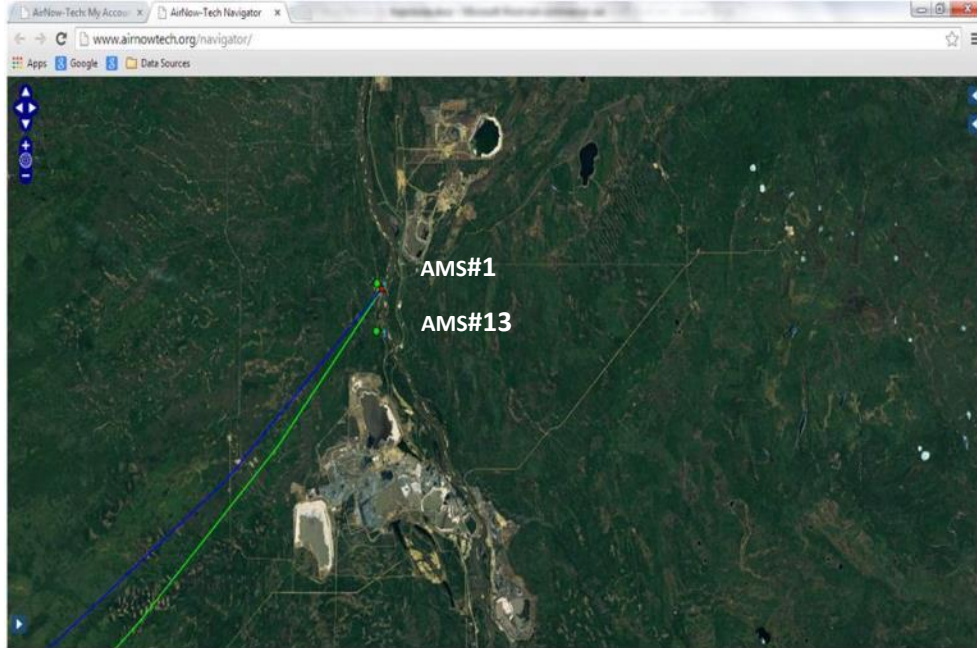 AirNow-Tech: My Accou
AirNow-Tech Navigator
www.airnowtech.org/navigator/
Apps Google Data Sources
AMS#1
AMS#13